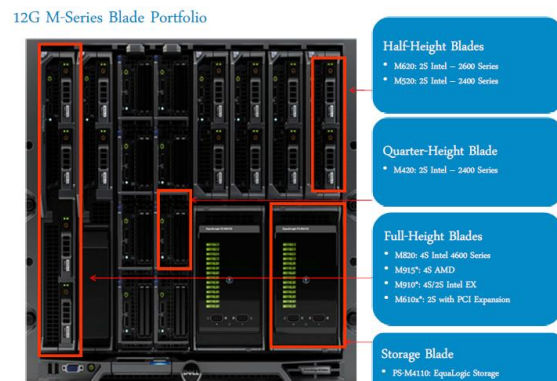 12G M-Series Blade Portfolio
Half-Height Blades
• M620: 2S Intel – 2600 Series
• M520: 2S Intel – 2400 Series
Quarter-Height Blade
• M420: 2S Intel – 2400 Series
Full-Height Blades
• M820: 4S Intel 4600 Series
• M915*: 4S AMD
• M910*: 4S/2S Intel EX
• M610x*: 2S with PCI Expansion
Storage Blade
• PS-M4110: EquaLogic Storage
DELL